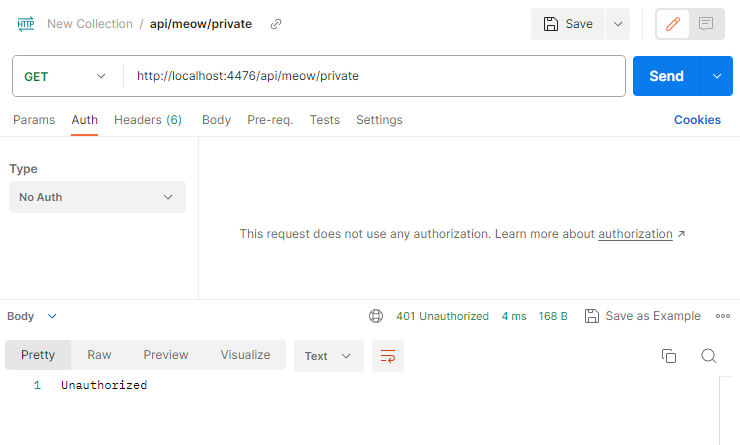 HTTP New Collection / api/meow/private Save
GET http://localhost:4476/api/meow/private Send
Params Auth Headers (6) Body Pre-req. Tests Settings Cookies
Type
No Auth
This request does not use any authorization. Learn more about authorization ↗
Body 401 Unauthorized 4 ms 168 B Save as Example
Pretty Raw Preview Visualize Text
1 Unauthorized